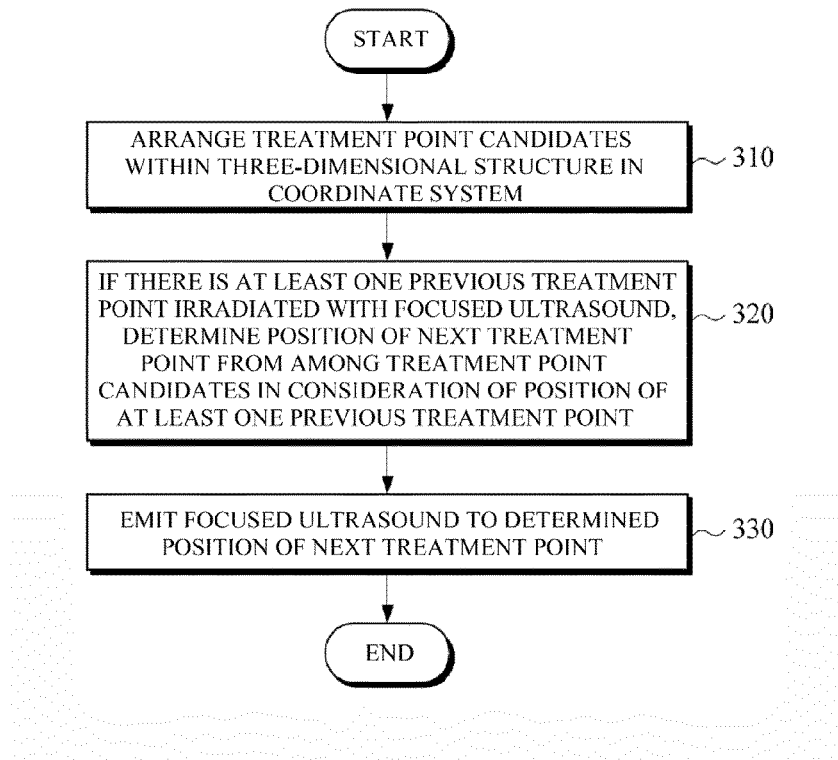 START
ARRANGE TREATMENT POINT CANDIDATES
WITHIN THREE-DIMENSIONAL STRUCTURE IN
COORDINATE SYSTEM
310
IF THERE IS AT LEAST ONE PREVIOUS TREATMENT
POINT IRRADIATED WITH FOCUSED ULTRASOUND,
DETERMINE POSITION OF NEXT TREATMENT
POINT FROM AMONG TREATMENT POINT
CANDIDATES IN CONSIDERATION OF POSITION OF
AT LEAST ONE PREVIOUS TREATMENT POINT
320
EMIT FOCUSED ULTRASOUND TO DETERMINED
POSITION OF NEXT TREATMENT POINT
330
END